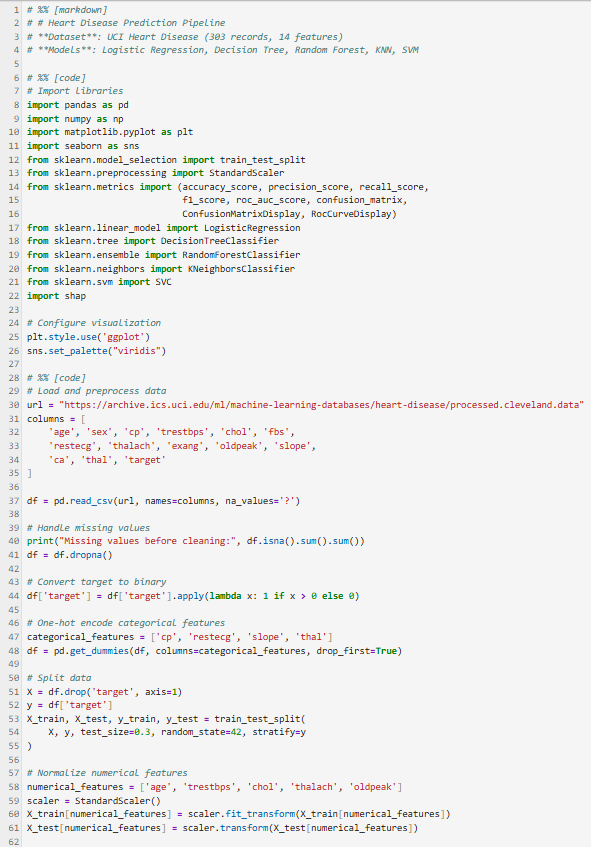 1 # %% [markdown]
2 # # Heart Disease Prediction Pipeline
3 # **Dataset**: UCI Heart Disease (303 records, 14 features)
4 # **Models**: Logistic Regression, Decision Tree, Random Forest, KNN, SVM
5
6 # %% [code]
7 # Import libraries
8 import pandas as pd
9 import numpy as np
10 import matplotlib.pyplot as plt
11 import seaborn as sns
12 from sklearn.model_selection import train_test_split
13 from sklearn.preprocessing import StandardScaler
14 from sklearn.metrics import (accuracy_score, precision_score, recall_score,
15                              f1_score, roc_auc_score, confusion_matrix,
16                              ConfusionMatrixDisplay, RocCurveDisplay)
17 from sklearn.linear_model import LogisticRegression
18 from sklearn.tree import DecisionTreeClassifier
19 from sklearn.ensemble import RandomForestClassifier
20 from sklearn.neighbors import KNeighborsClassifier
21 from sklearn.svm import SVC
22 import shap
23
24 # Configure visualization
25 plt.style.use('ggplot')
26 sns.set_palette("viridis")
27
28 # %% [code]
29 # Load and preprocess data
30 url = "https://archive.ics.uci.edu/ml/machine-learning-databases/heart-disease/processed.cleveland.data"
31 columns = [
32     'age', 'sex', 'cp', 'trestbps', 'chol', 'fbs',
33     'restecg', 'thalach', 'exang', 'oldpeak', 'slope',
34     'ca', 'thal', 'target'
35 ]
36
37 df = pd.read_csv(url, names=columns, na_values='?')
38
39 # Handle missing values
40 print("Missing values before cleaning:", df.isna().sum().sum())
41 df = df.dropna()
42
43 # Convert target to binary
44 df['target'] = df['target'].apply(lambda x: 1 if x > 0 else 0)
45
46 # One-hot encode categorical features
47 categorical_features = ['cp', 'restecg', 'slope', 'thal']
48 df = pd.get_dummies(df, columns=categorical_features, drop_first=True)
49
50 # Split data
51 X = df.drop('target', axis=1)
52 y = df['target']
53 X_train, X_test, y_train, y_test = train_test_split(
54     X, y, test_size=0.3, random_state=42, stratify=y
55 )
56
57 # Normalize numerical features
58 numerical_features = ['age', 'trestbps', 'chol', 'thalach', 'oldpeak']
59 scaler = StandardScaler()
60 X_train[numerical_features] = scaler.fit_transform(X_train[numerical_features])
61 X_test[numerical_features] = scaler.transform(X_test[numerical_features])
62